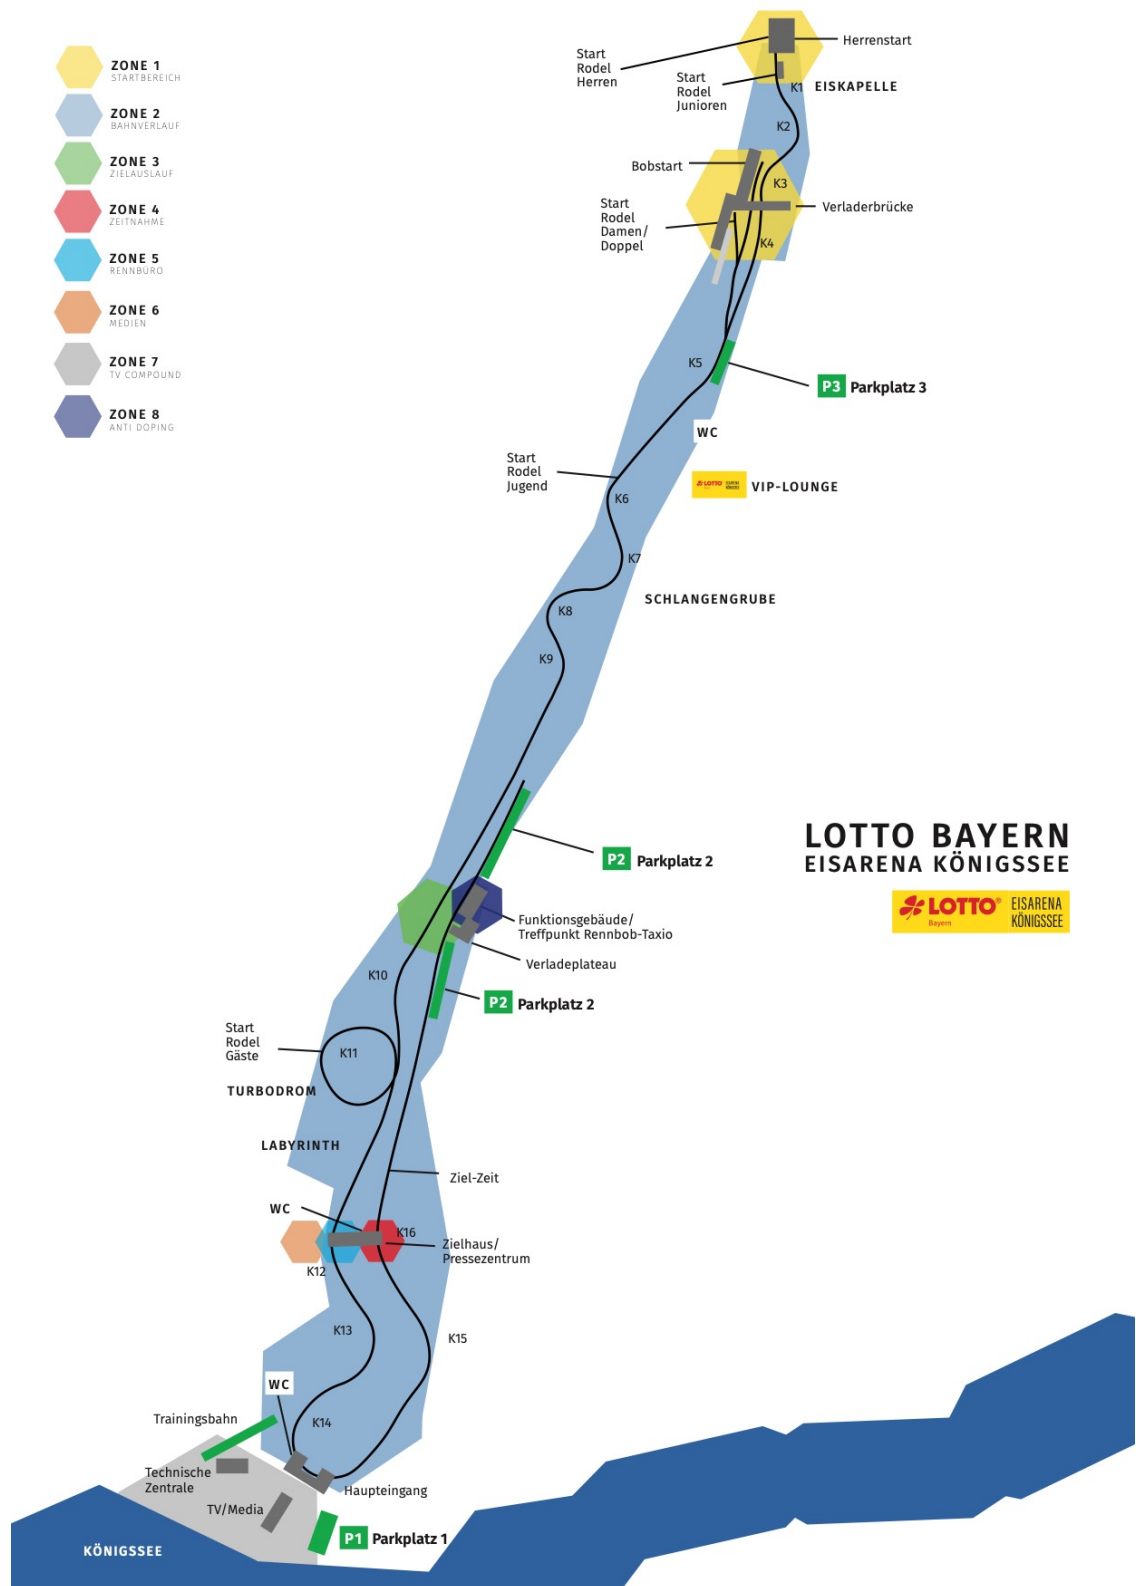 ZONE 1
STARTBEREICH
ZONE 2
BAHNVERLAUF
ZONE 3
ZIELAUSLAUF
ZONE 4
ZEITNAHME
ZONE 5
RENNBÜRO
ZONE 6
MEDIEN
ZONE 7
TV COMPOUND
ZONE 8
ANTI DOPING
Herrenstart
Start
Rodel
Herren
Start
Rodel
Junioren
K1
EISKAPELLE
K2
Bobstart
K3
Start
Rodel
Damen/
Doppel
Verladerbrücke
K4
K5
P3 Parkplatz 3
WC
Start
Rodel
Jugend
LOTTO
VIP-LOUNGE
K6
K7
SCHLANGENGRUBE
K8
K9
LOTTO BAYERN
EISARENA KÖNIGSSEE
LOTTO®
Bayern
EISARENA
KÖNIGSSEE
P2 Parkplatz 2
Funktionsgebäude/
Treffpunkt Rennbob-Taxio
Verladeplateau
K10
P2 Parkplatz 2
Start
Rodel
Gäste
K11
TURBODROM
LABYRINTH
Ziel-Zeit
WC
K16
Zielhaus/
Pressezentrum
K12
K13
K15
WC
Trainingsbahn
K14
Technische
Zentrale
Haupteingang
TV/Media
P1 Parkplatz 1
KÖNIGSSEE